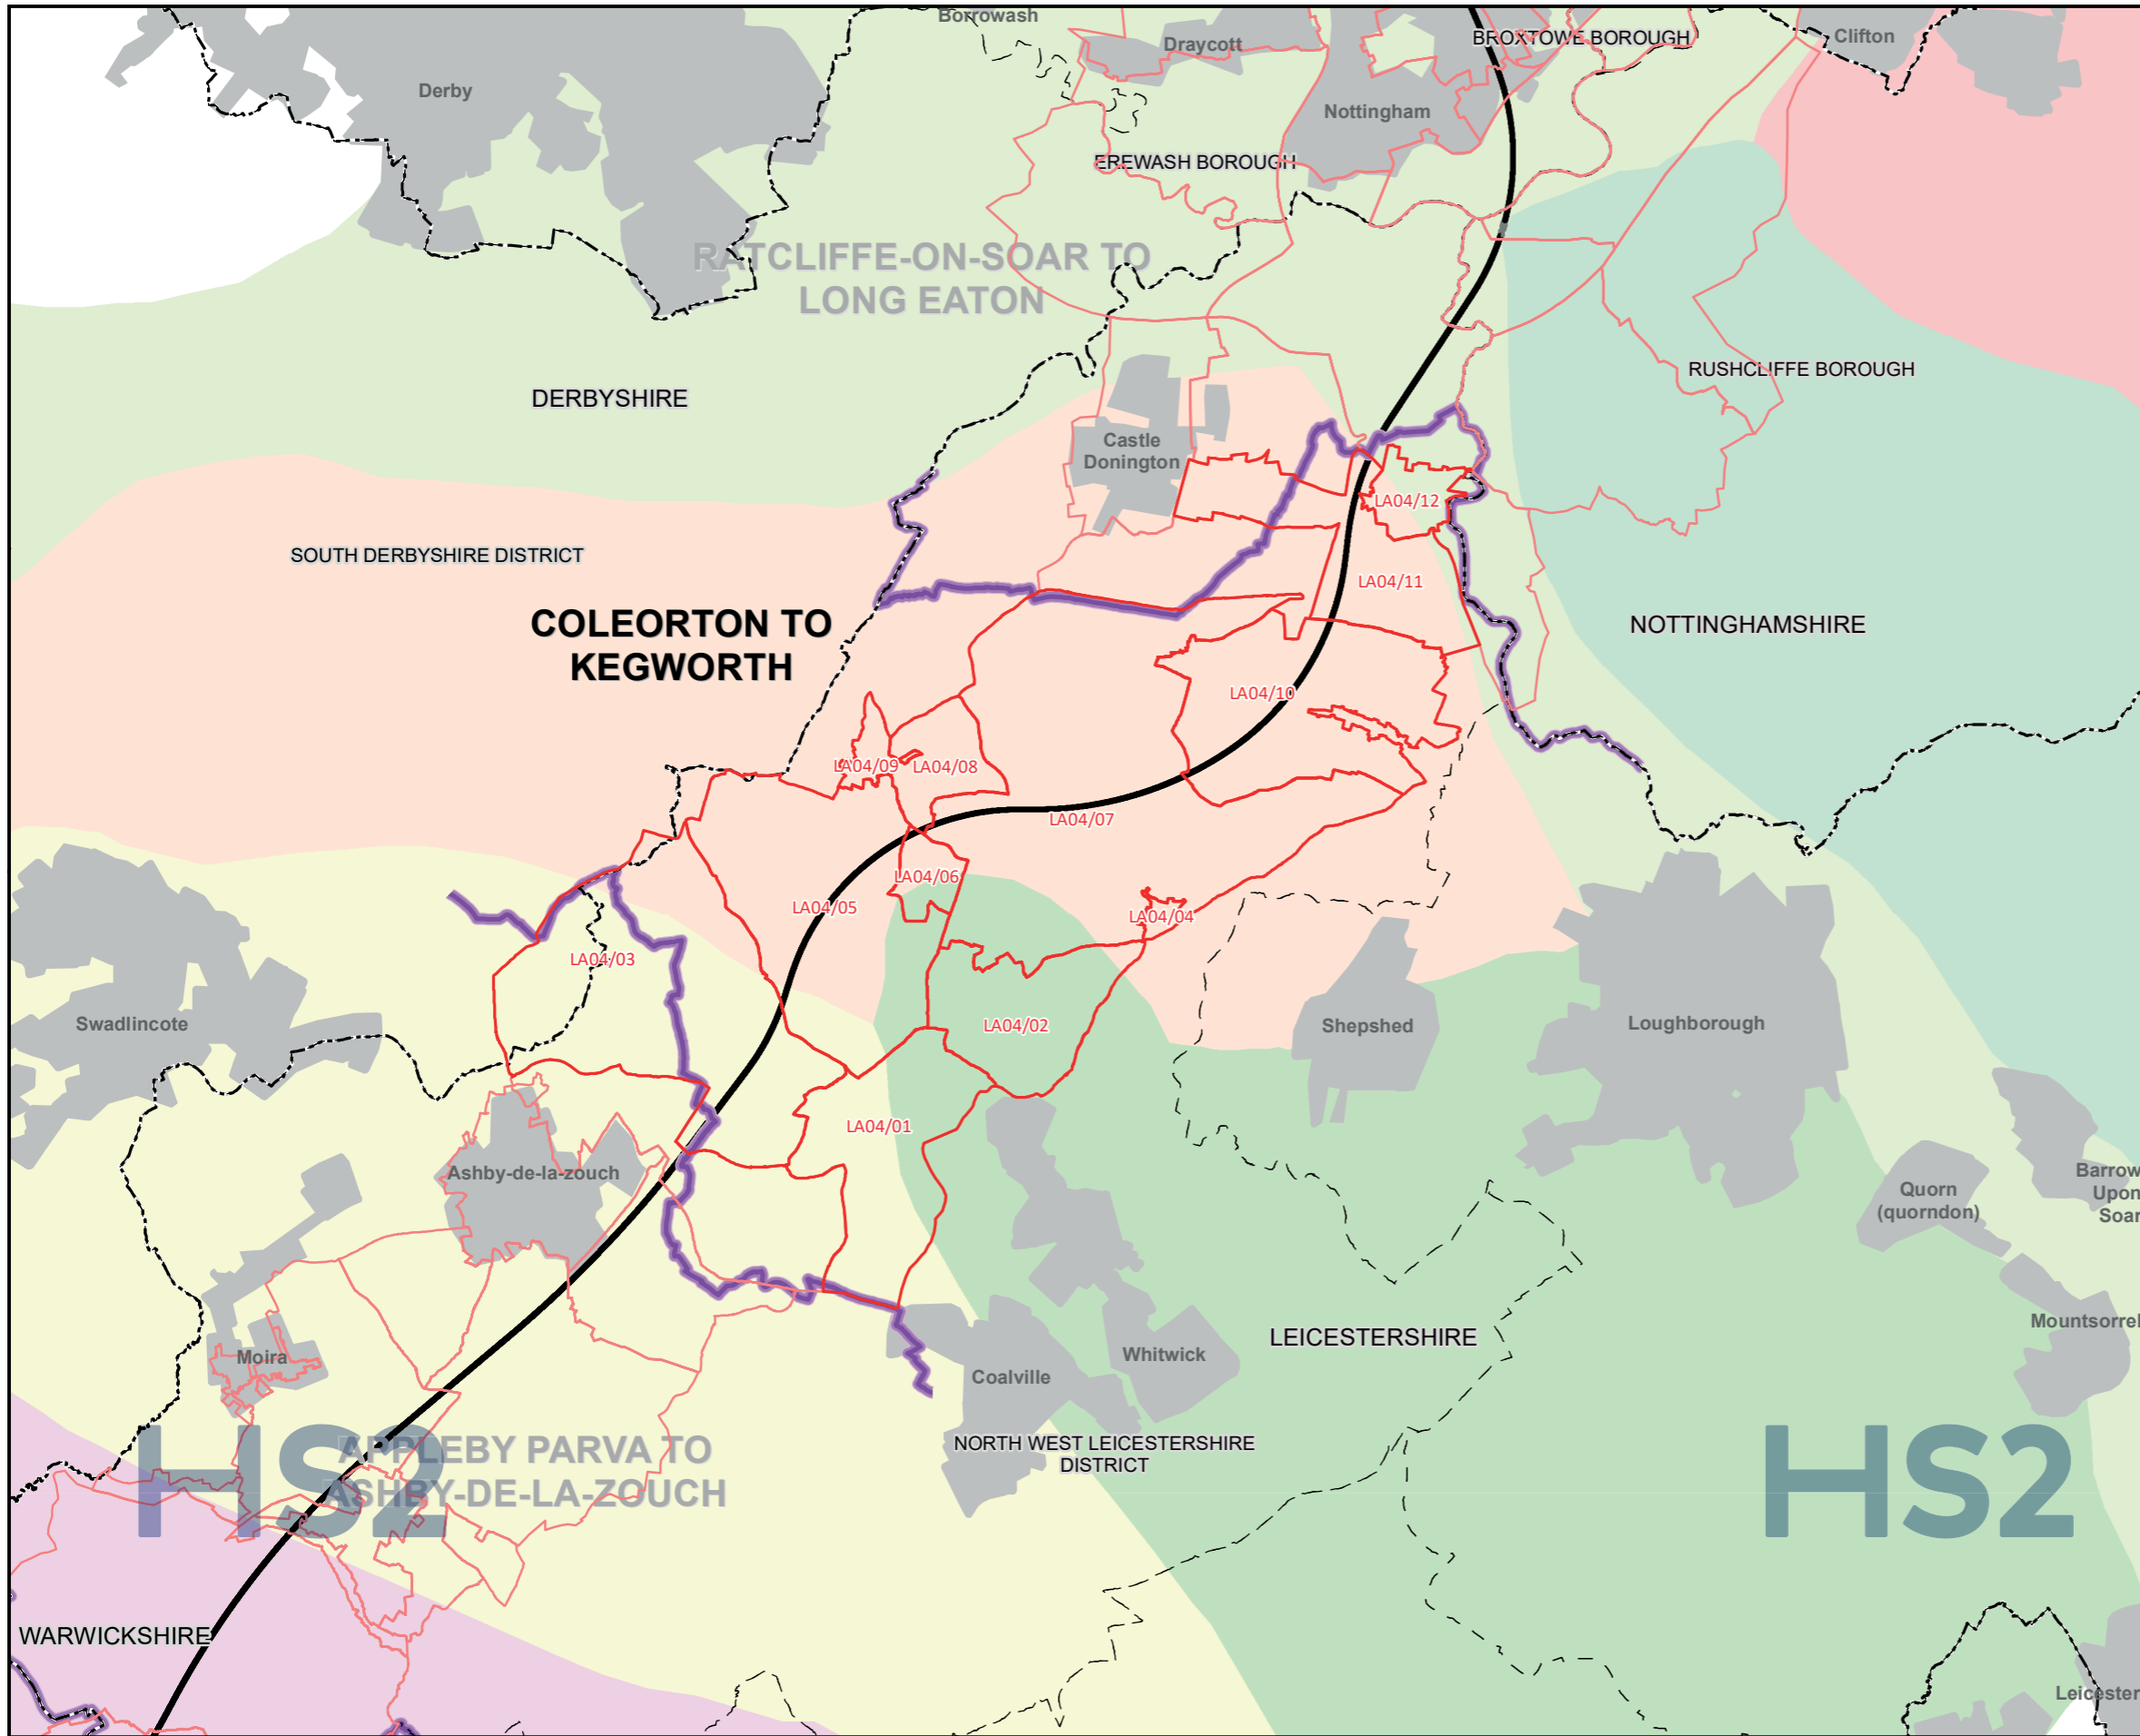 Borrowash
Draycott
BROXTOWE BOROUGH
Clifton
Derby
Nottingham
EREWASH BOROUGH
RATCLIFFE-ON-SOAR TO
LONG EATON
RUSHCLIFFE BOROUGH
DERBYSHIRE
Castle
Donington
LA04/12
SOUTH DERBYSHIRE DISTRICT
LA04/11
COLEORTON TO
KEGWORTH
NOTTINGHAMSHIRE
LA04/10
LA04/09
LA04/08
LA04/07
LA04/06
LA04/05
LA04/04
LA04/03
Swadlincote
LA04/02
Shepshed
Loughborough
LA04/01
Ashby-de-la-zouch
Quorn
(quorndon)
Barrow
Upon
Soar
Mountsorrel
LEICESTERSHIRE
Whitwick
Moira
Coalville
NORTH WEST LEICESTERSHIRE
DISTRICT
APPLEBY PARVA TO
ASHBY-DE-LA-ZOUCH
HS2
HS2
WARWICKSHIRE
Leicester